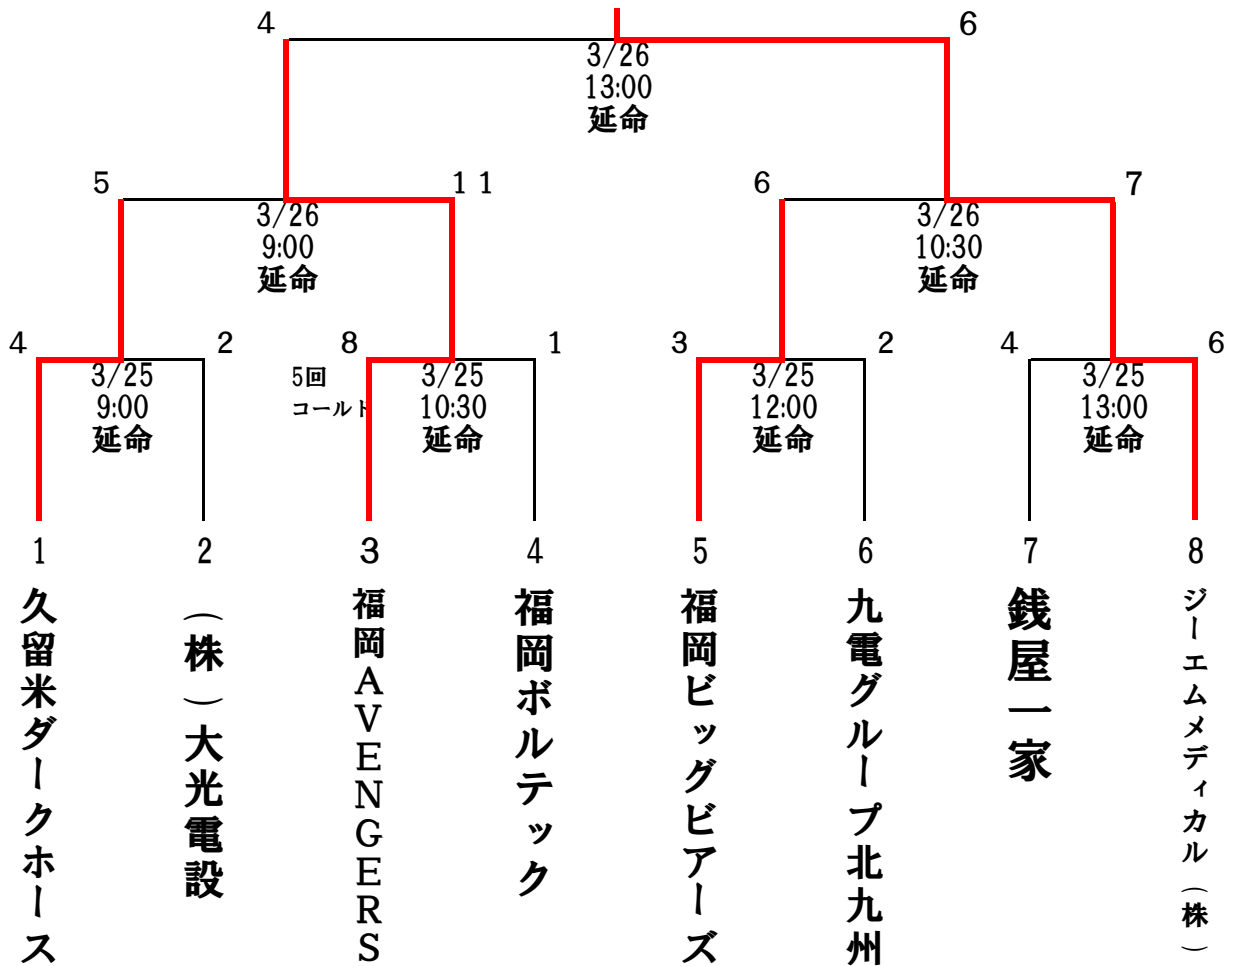 4
6
3/26
13:00
延命
5
11
6
7
3/26
9:00
延命
3/26
10:30
延命
4
2
8
1
3
2
4
6
3/25
9:00
延命
5回
コールド
3/25
10:30
延命
3/25
12:00
延命
3/25
13:00
延命
1
2
3
4
5
6
7
8
久留米ダークホース
（株）大光電設
福岡AVENGERS
福岡ボルテック
福岡ビッグビアーズ
九電グループ北九州
銭屋一家
ジーエムメディカル（株）